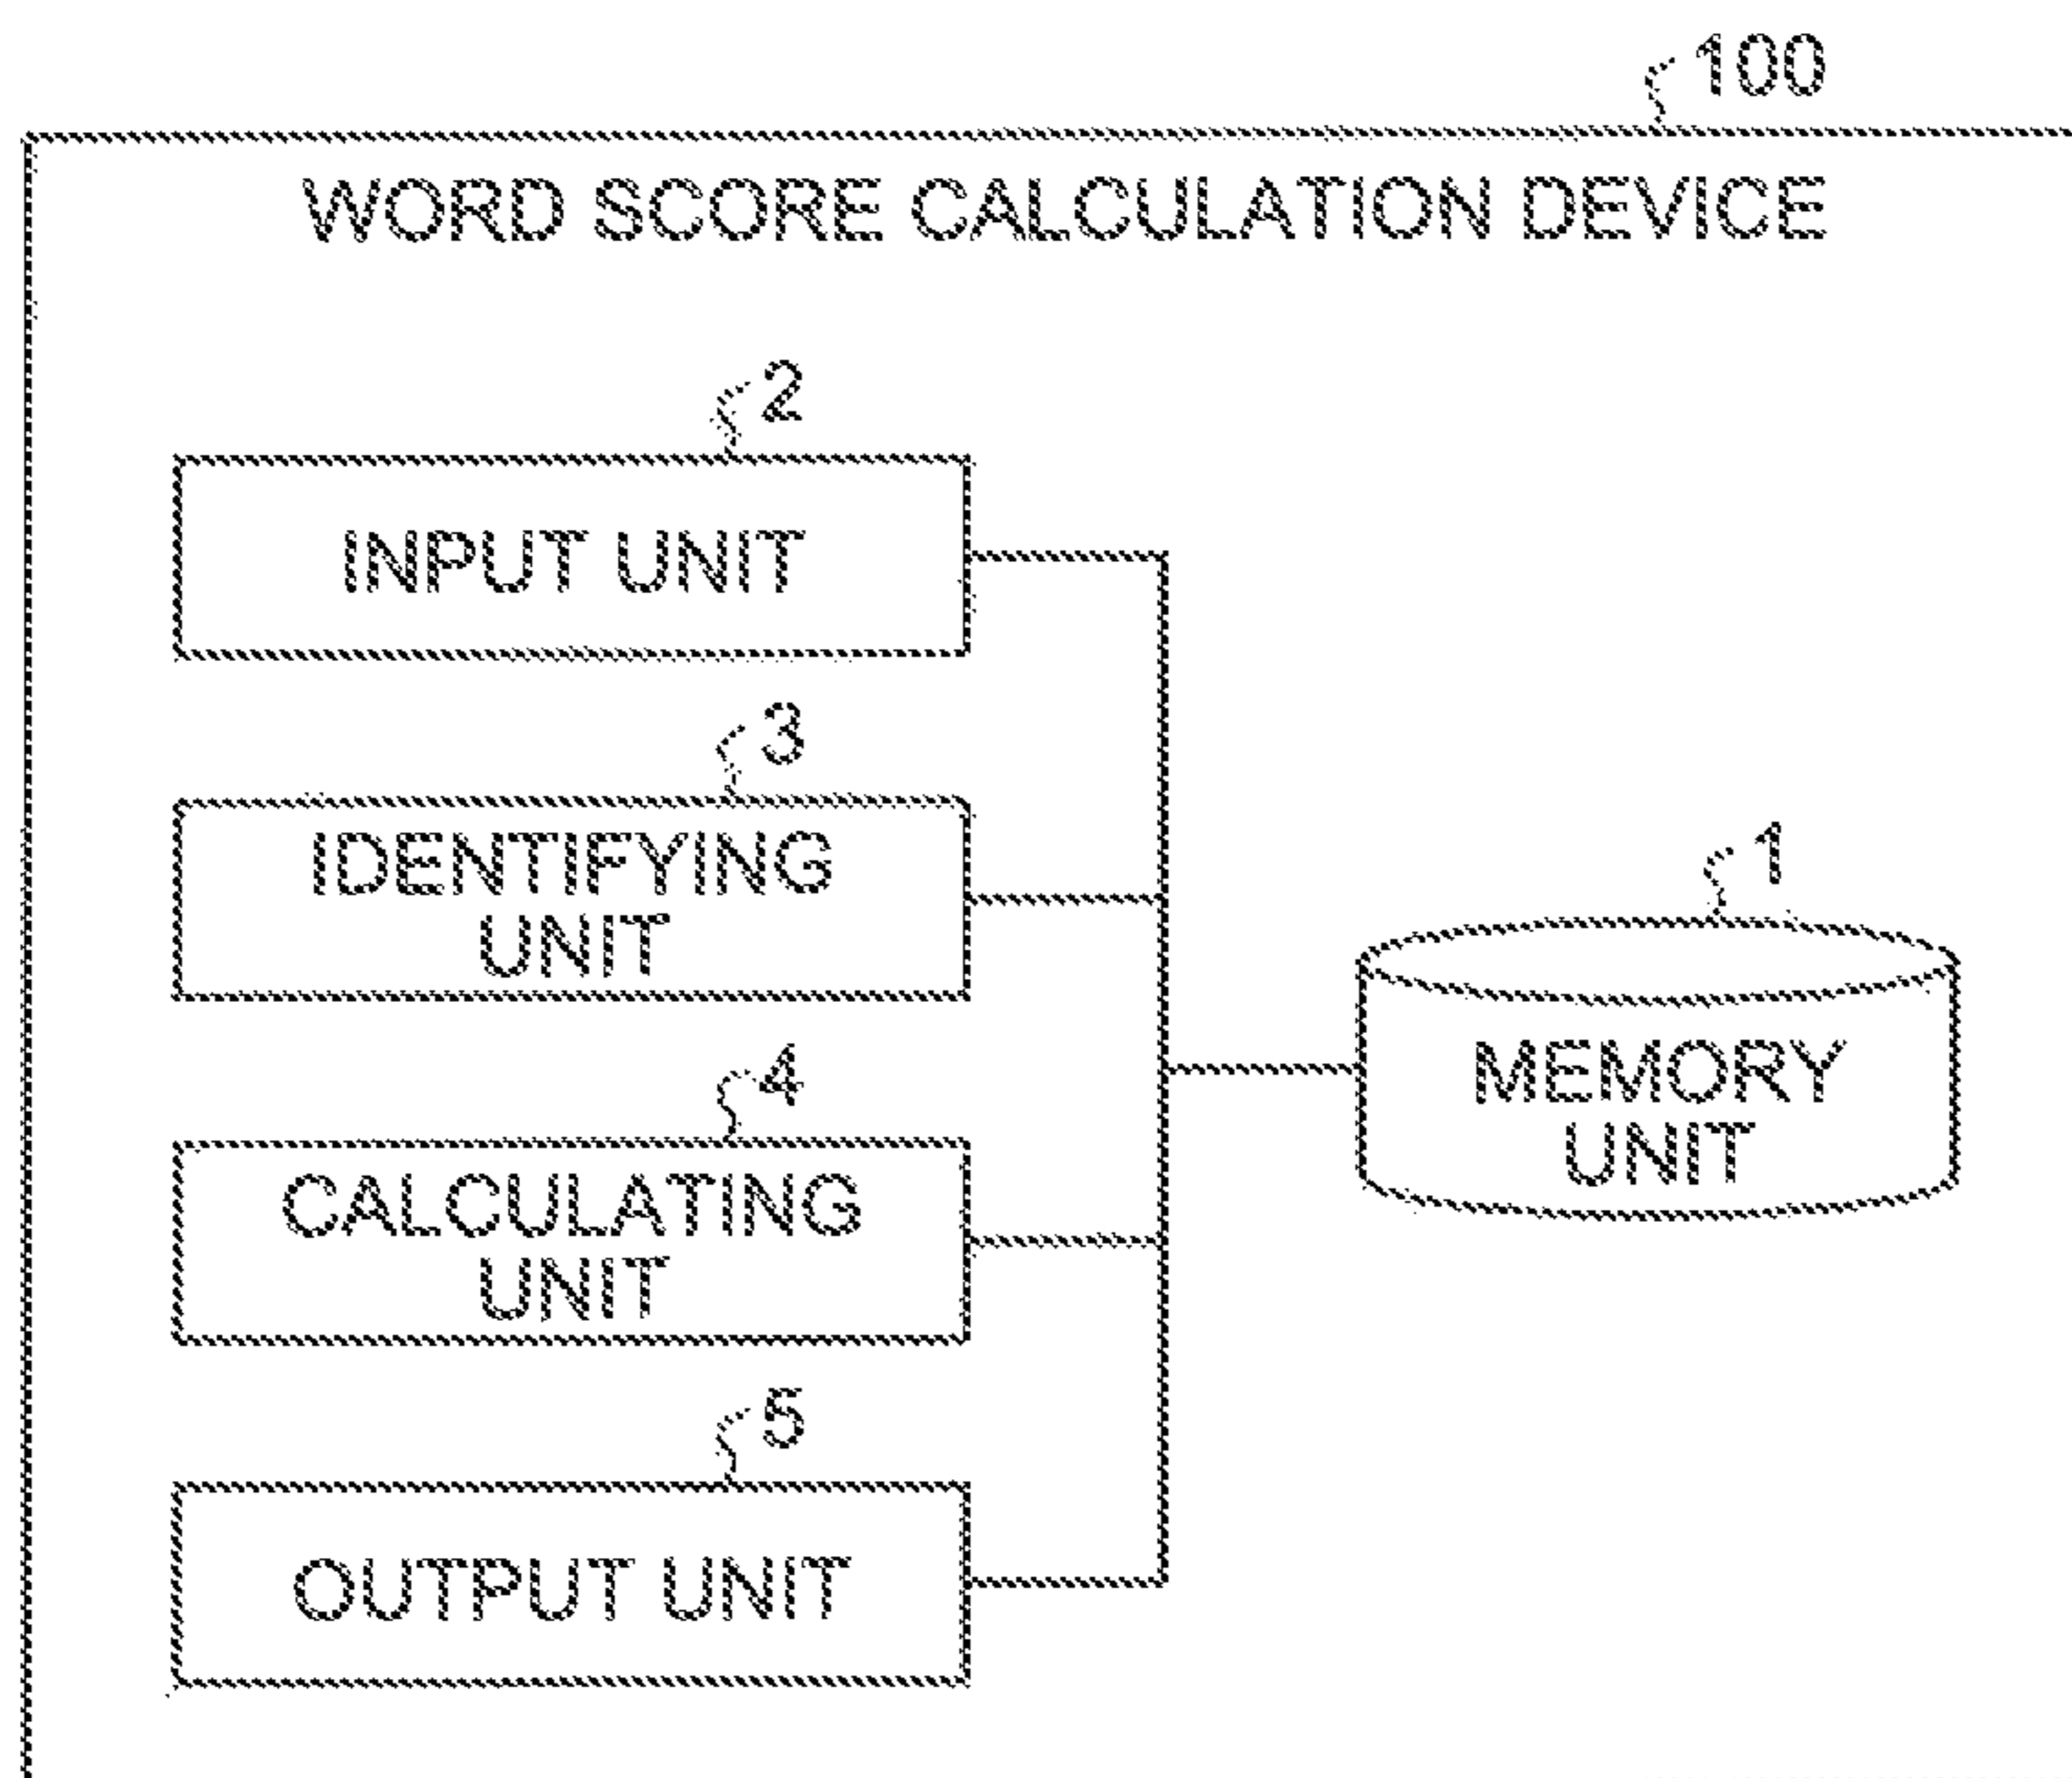 100
WORD SCORE CALCULATION DEVICE
2
INPUT UNIT
3
IDENTIFYING
UNIT
1
MEMORY
UNIT
4
CALCULATING
UNIT
5
OUTPUT UNIT